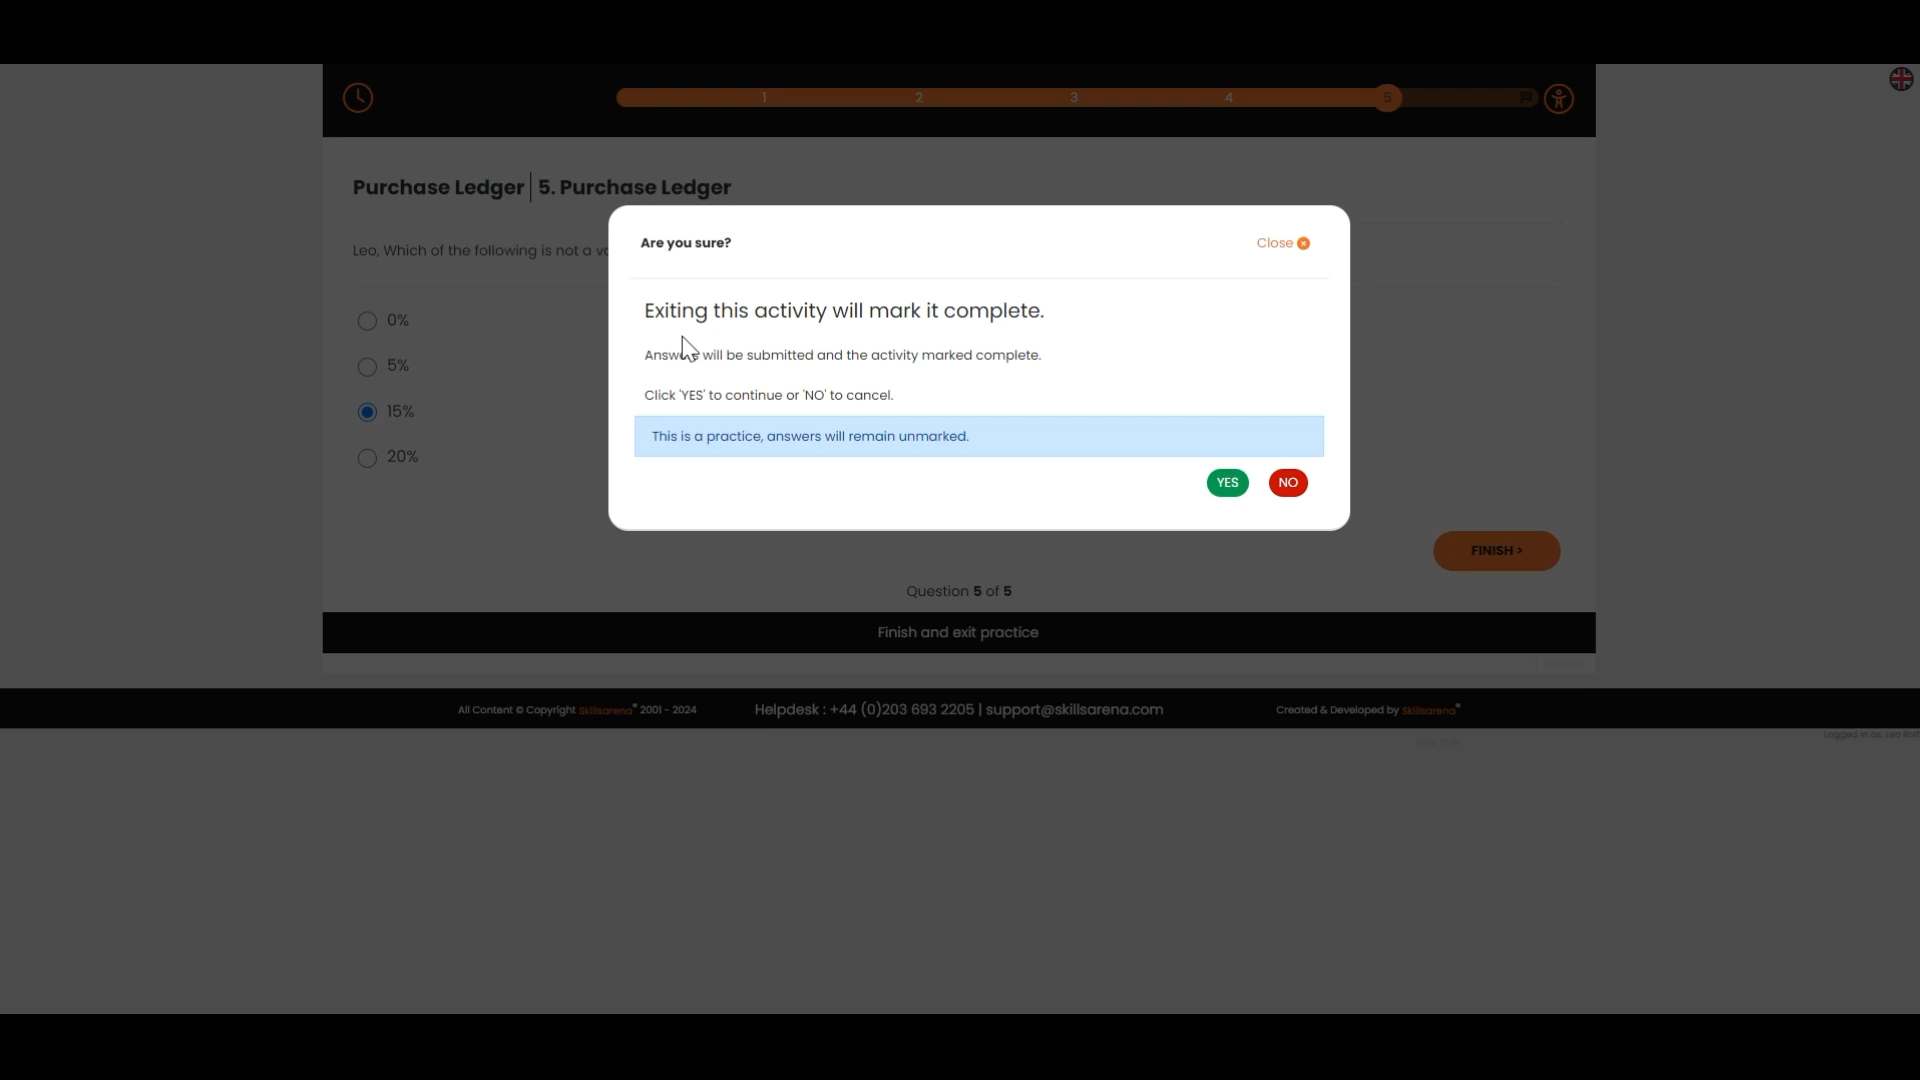 1 2 3 4 5
Purchase Ledger | 5. Purchase Ledger
Leo, Which of the following is not a
0%
5%
15%
20%
Are you sure?
Close
Exiting this activity will mark it complete.
will be submitted and the activity marked complete.
Click 'YES' to continue or 'NO' to cancel.
This is a practice, answers will remain unmarked.
YES NO
FINISH >
Question 5 of 5
Finish and exit practice
All Content © Copyright Skillsarena® 2001 - 2024
Helpdesk : +44 (0)203 693 2205 | support@skillsarena.com
Created & Developed by Skillsarena®
Logged in as: Leo